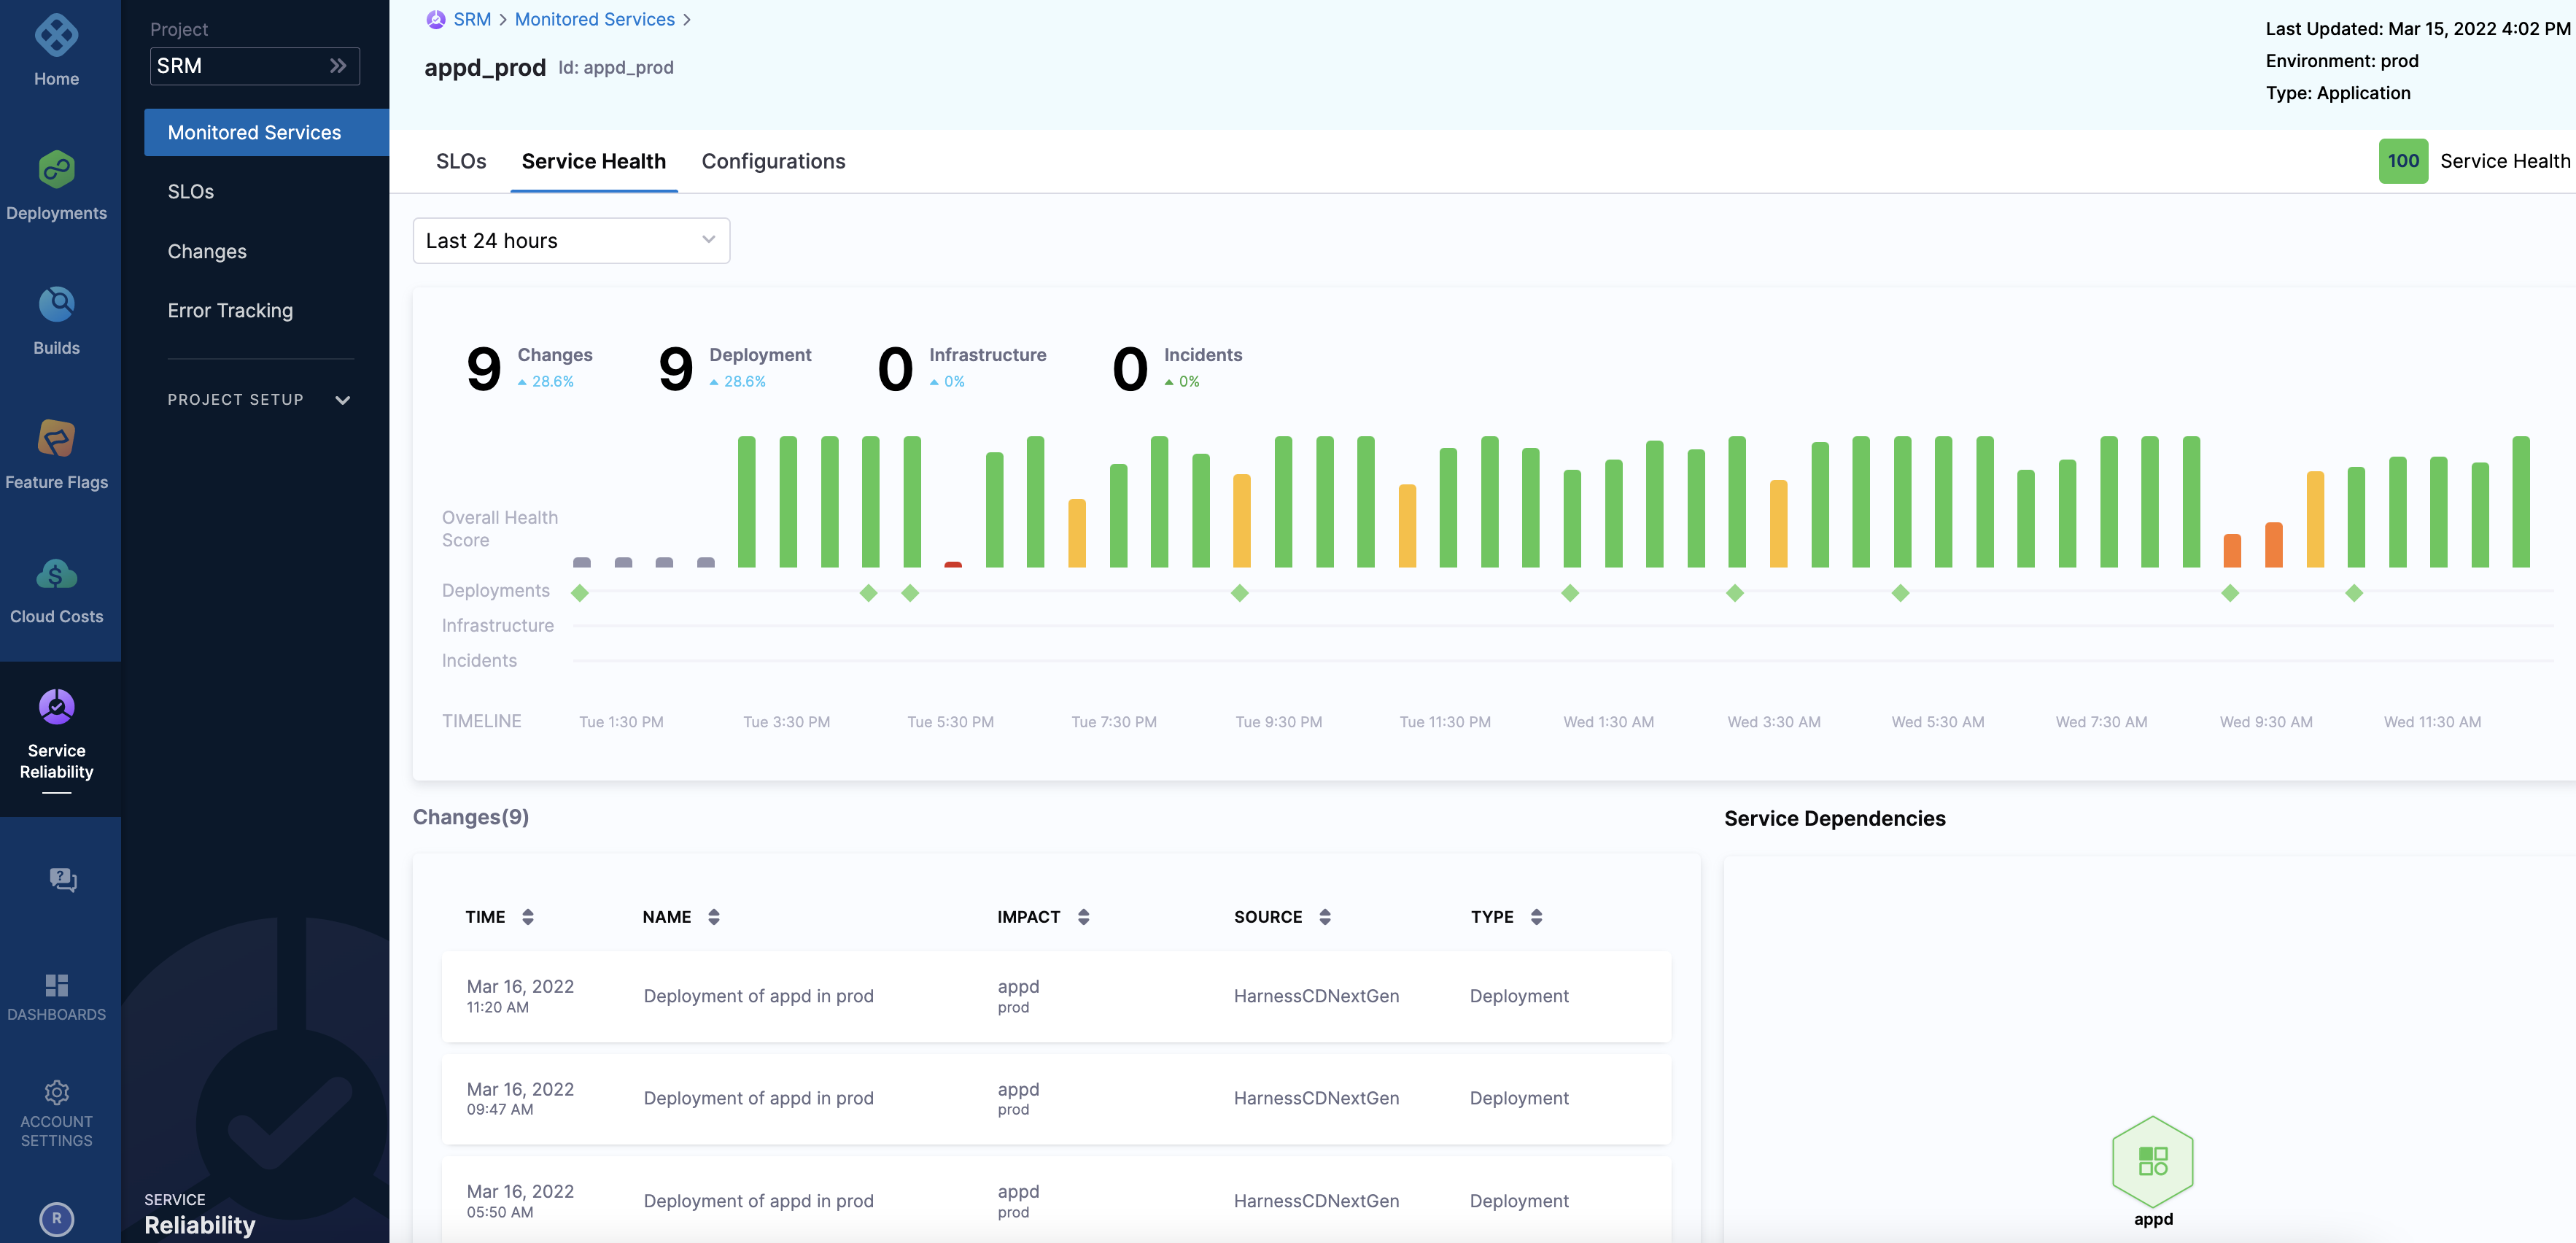 Home
Deployments
Builds
Feature Flags
Cloud Costs
Service
Reliability
DASHBOARDS
ACCOUNT
SETTINGS
R
Project
SRM
Monitored Services
SLOs
Changes
Error Tracking
PROJECT SETUP
SERVICE
Reliability
SRM > Monitored Services >
appd_prod Id: appd_prod
Last Updated: Mar 15, 2022 4:02 PM
Environment: prod
Type: Application
SLOs Service Health Configurations
100 Service Health
Last 24 hours
9 Changes 28.6%
9 Deployment 28.6%
0 Infrastructure 0%
0 Incidents 0%
Overall Health
Score
Deployments
Infrastructure
Incidents
TIMELINE Tue 1:30 PM Tue 3:30 PM Tue 5:30 PM Tue 7:30 PM Tue 9:30 PM Tue 11:30 PM Wed 1:30 AM Wed 3:30 AM Wed 5:30 AM Wed 7:30 AM Wed 9:30 AM Wed 11:30 AM
Changes(9)
TIME NAME IMPACT SOURCE TYPE
Mar 16, 2022 Deployment of appd in prod appd HarnessCDNextGen Deployment
11:20 AM prod
Mar 16, 2022 Deployment of appd in prod appd HarnessCDNextGen Deployment
09:47 AM prod
Mar 16, 2022 Deployment of appd in prod appd HarnessCDNextGen Deployment
05:50 AM prod
Service Dependencies
appd